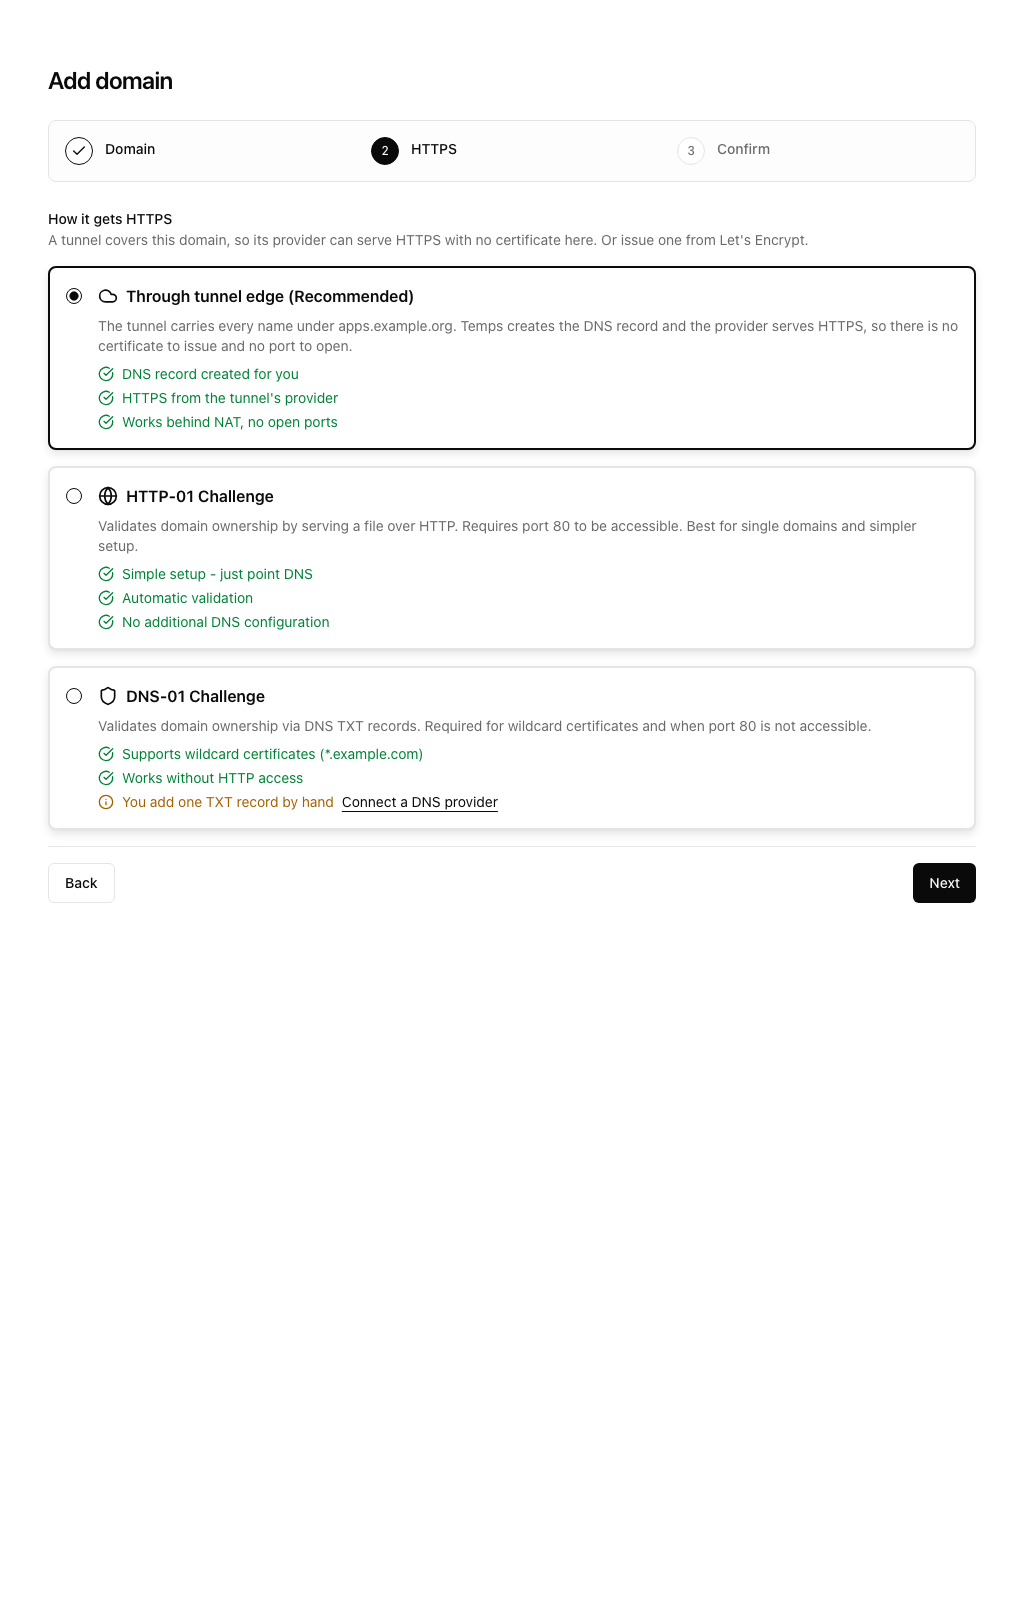 Add domain
Domain
2 HTTPS
3 Confirm
How it gets HTTPS
A tunnel covers this domain, so its provider can serve HTTPS with no certificate here. Or issue one from Let's Encrypt.
Through tunnel edge (Recommended)
The tunnel carries every name under apps.example.org. Temps creates the DNS record and the provider serves HTTPS, so there is no
certificate to issue and no port to open.
DNS record created for you
HTTPS from the tunnel's provider
Works behind NAT, no open ports
HTTP-01 Challenge
Validates domain ownership by serving a file over HTTP. Requires port 80 to be accessible. Best for single domains and simpler
setup.
Simple setup - just point DNS
Automatic validation
No additional DNS configuration
DNS-01 Challenge
Validates domain ownership via DNS TXT records. Required for wildcard certificates and when port 80 is not accessible.
Supports wildcard certificates (*.example.com)
Works without HTTP access
You add one TXT record by hand Connect a DNS provider
Back
Next